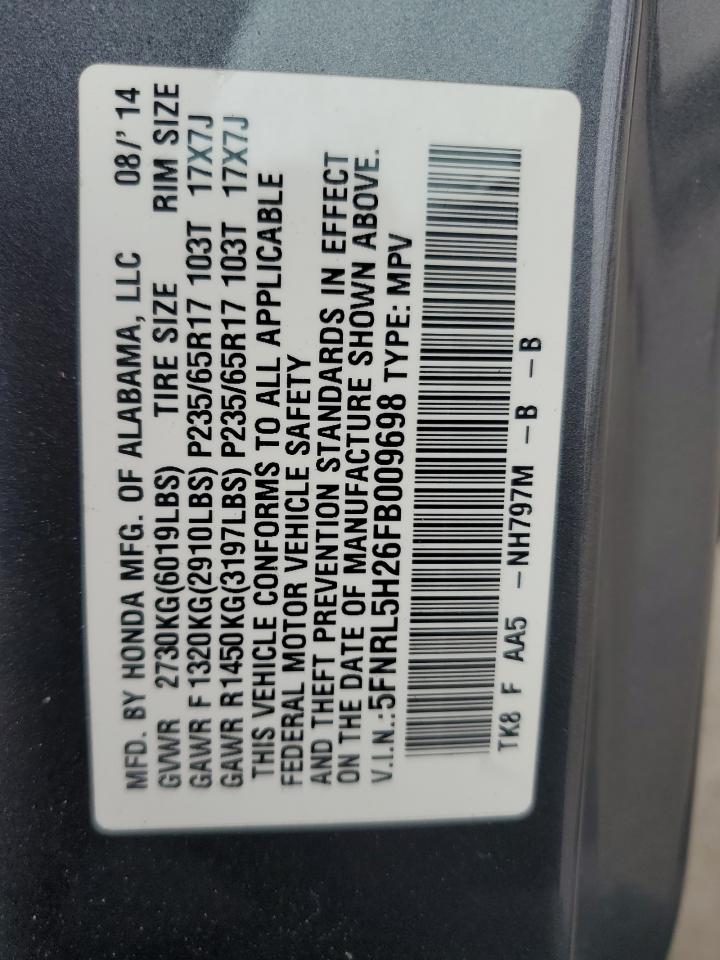 MFD. BY HONDA MFG. OF ALABAMA, LLC 08/' 14
GVWR 2730KG(6019LBS) TIRE SIZE RIM SIZE
GAWR F 1320KG(2910LBS) P235/65R17 103T 17X7J
GAWR R1450KG(3197LBS) P235/65R17 103T 17X7J
THIS VEHICLE CONFORMS TO ALL APPLICABLE
FEDERAL MOTOR VEHICLE SAFETY
AND THEFT PREVENTION STANDARDS IN EFFECT
ON THE DATE OF MANUFACTURE SHOWN ABOVE.
V.I.N.:5FNRL5H26FB009698 TYPE: MPV
TK8 F AA5 -NH797M -B -B